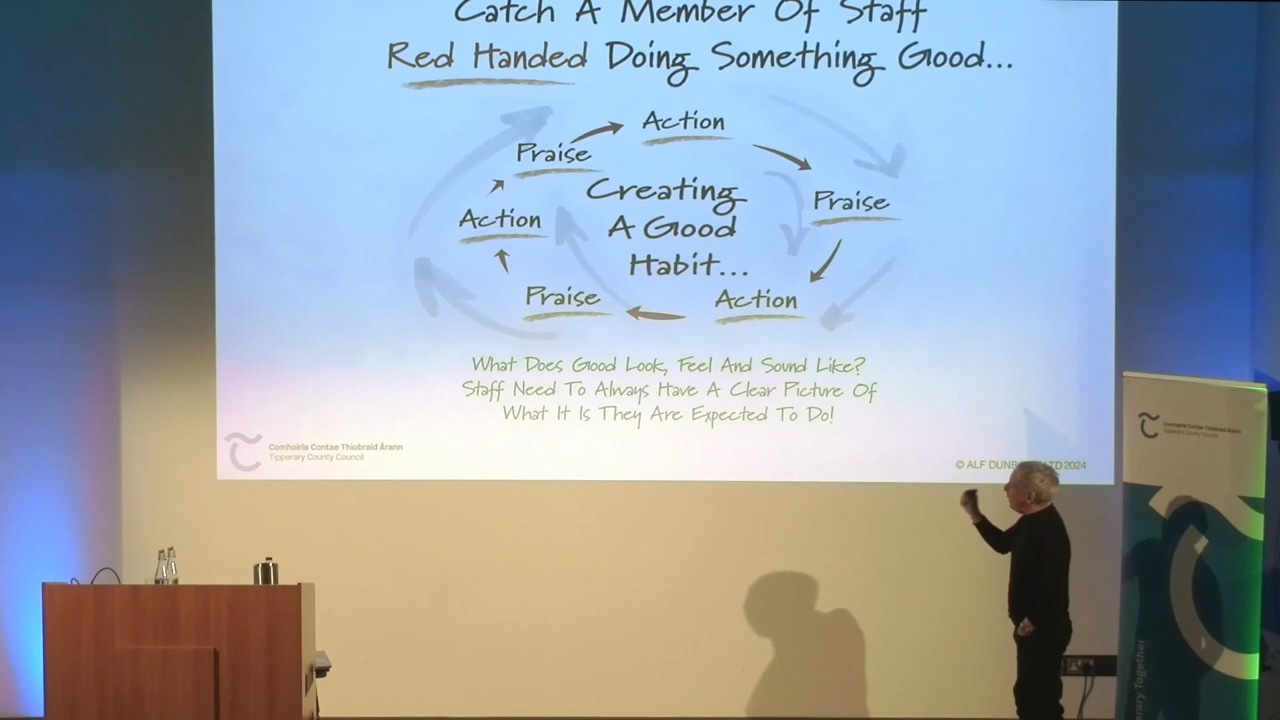 Catch A Member Of Staff
Red Handed Doing Something Good...
Action
Praise
Praise
Creating
A Good
Habit...
Action
Praise
Action
What Does Good Look, Feel And Sound Like?
Staff Need To Always Have A Clear Picture Of
What It Is They Are Expected To Do!
Comhairle Contae Thiobraid Árann
Tipperary County Council
© ALF DUNB LTD 2024
Comhairle Contae Thiobraid Árann
Tipperary County Council
rary Together